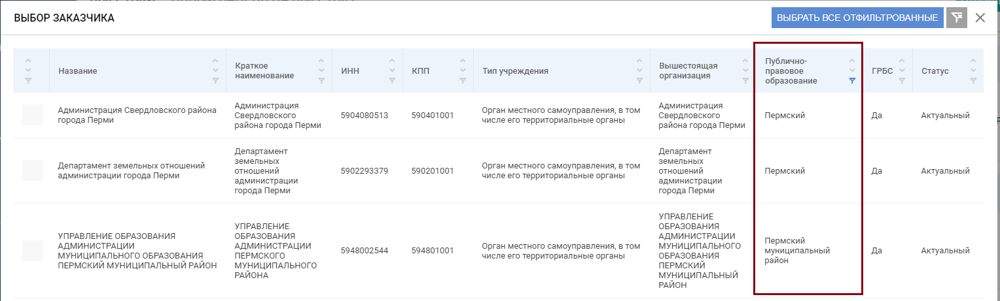 ВЫБОР ЗАКАЗЧИКА
ВЫБРАТЬ ВСЕ ОТФИЛЬТРОВАННЫЕ
Название
Краткое
наименование
ИНН
КПП
Тип учреждения
Вышестоящая
организация
Публично-
правовое
образование
ГРБС
Статус
Администрация Свердловского района
города Перми
Администрация
Свердловского
района города Перми
5904080513
590401001
Орган местного самоуправления, в том
числе его территориальные органы
Администрация
Свердловского
района города Перми
Пермский
Да
Актуальный
Департамент земельных отношений
администрации города Перми
Департамент
земельных
отношений
администрации
города Перми
5902293379
590201001
Орган местного самоуправления, в том
числе его территориальные органы
Департамент
земельных
отношений
администрации
города Перми
Пермский
Да
Актуальный
УПРАВЛЕНИЕ ОБРАЗОВАНИЯ
АДМИНИСТРАЦИИ
МУНИЦИПАЛЬНОГО ОБРАЗОВАНИЯ
ПЕРМСКИЙ МУНИЦИПАЛЬНЫЙ РАЙОН
УПРАВЛЕНИЕ
ОБРАЗОВАНИЯ
АДМИНИСТРАЦИИ
ПЕРМСКОГО
МУНИЦИПАЛЬНОГО
РАЙОНА
5948002544
594801001
Орган местного самоуправления, в том
числе его территориальные органы
УПРАВЛЕНИЕ
ОБРАЗОВАНИЯ
АДМИНИСТРАЦИИ
МУНИЦИПАЛЬНОГО
ОБРАЗОВАНИЯ
ПЕРМСКИЙ
МУНИЦИПАЛЬНЫЙ
РАЙОН
Пермский
муниципальный
район
Да
Актуальный